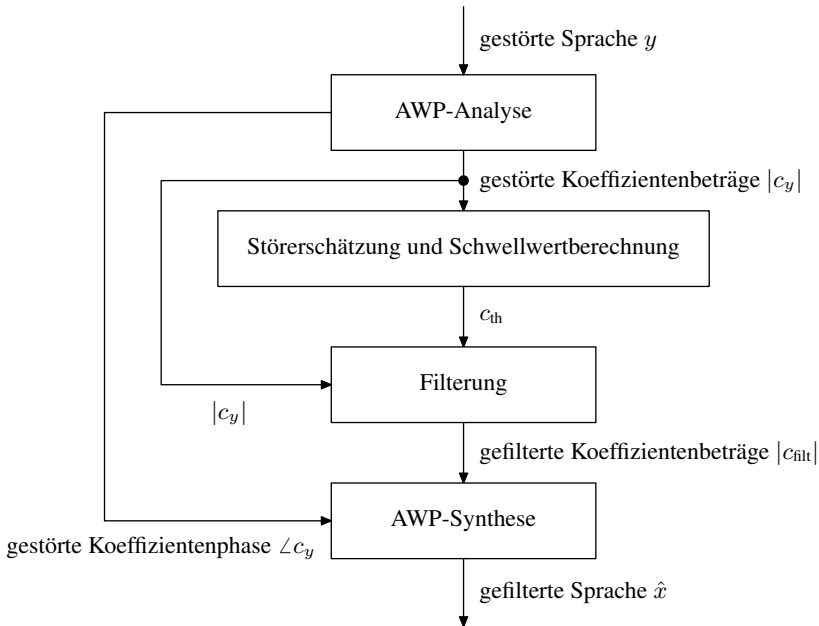 gestörte Sprache y
AWP-Analyse
gestörte Koeffizientenbeträge |c_y|
Störerschätzung und Schwellwertberechnung
c_th
Filterung
|c_y|
gefilterte Koeffizientenbeträge |c_filt|
AWP-Synthese
gestörte Koeffizientenphase ∠c_y
gefilterte Sprache x̂